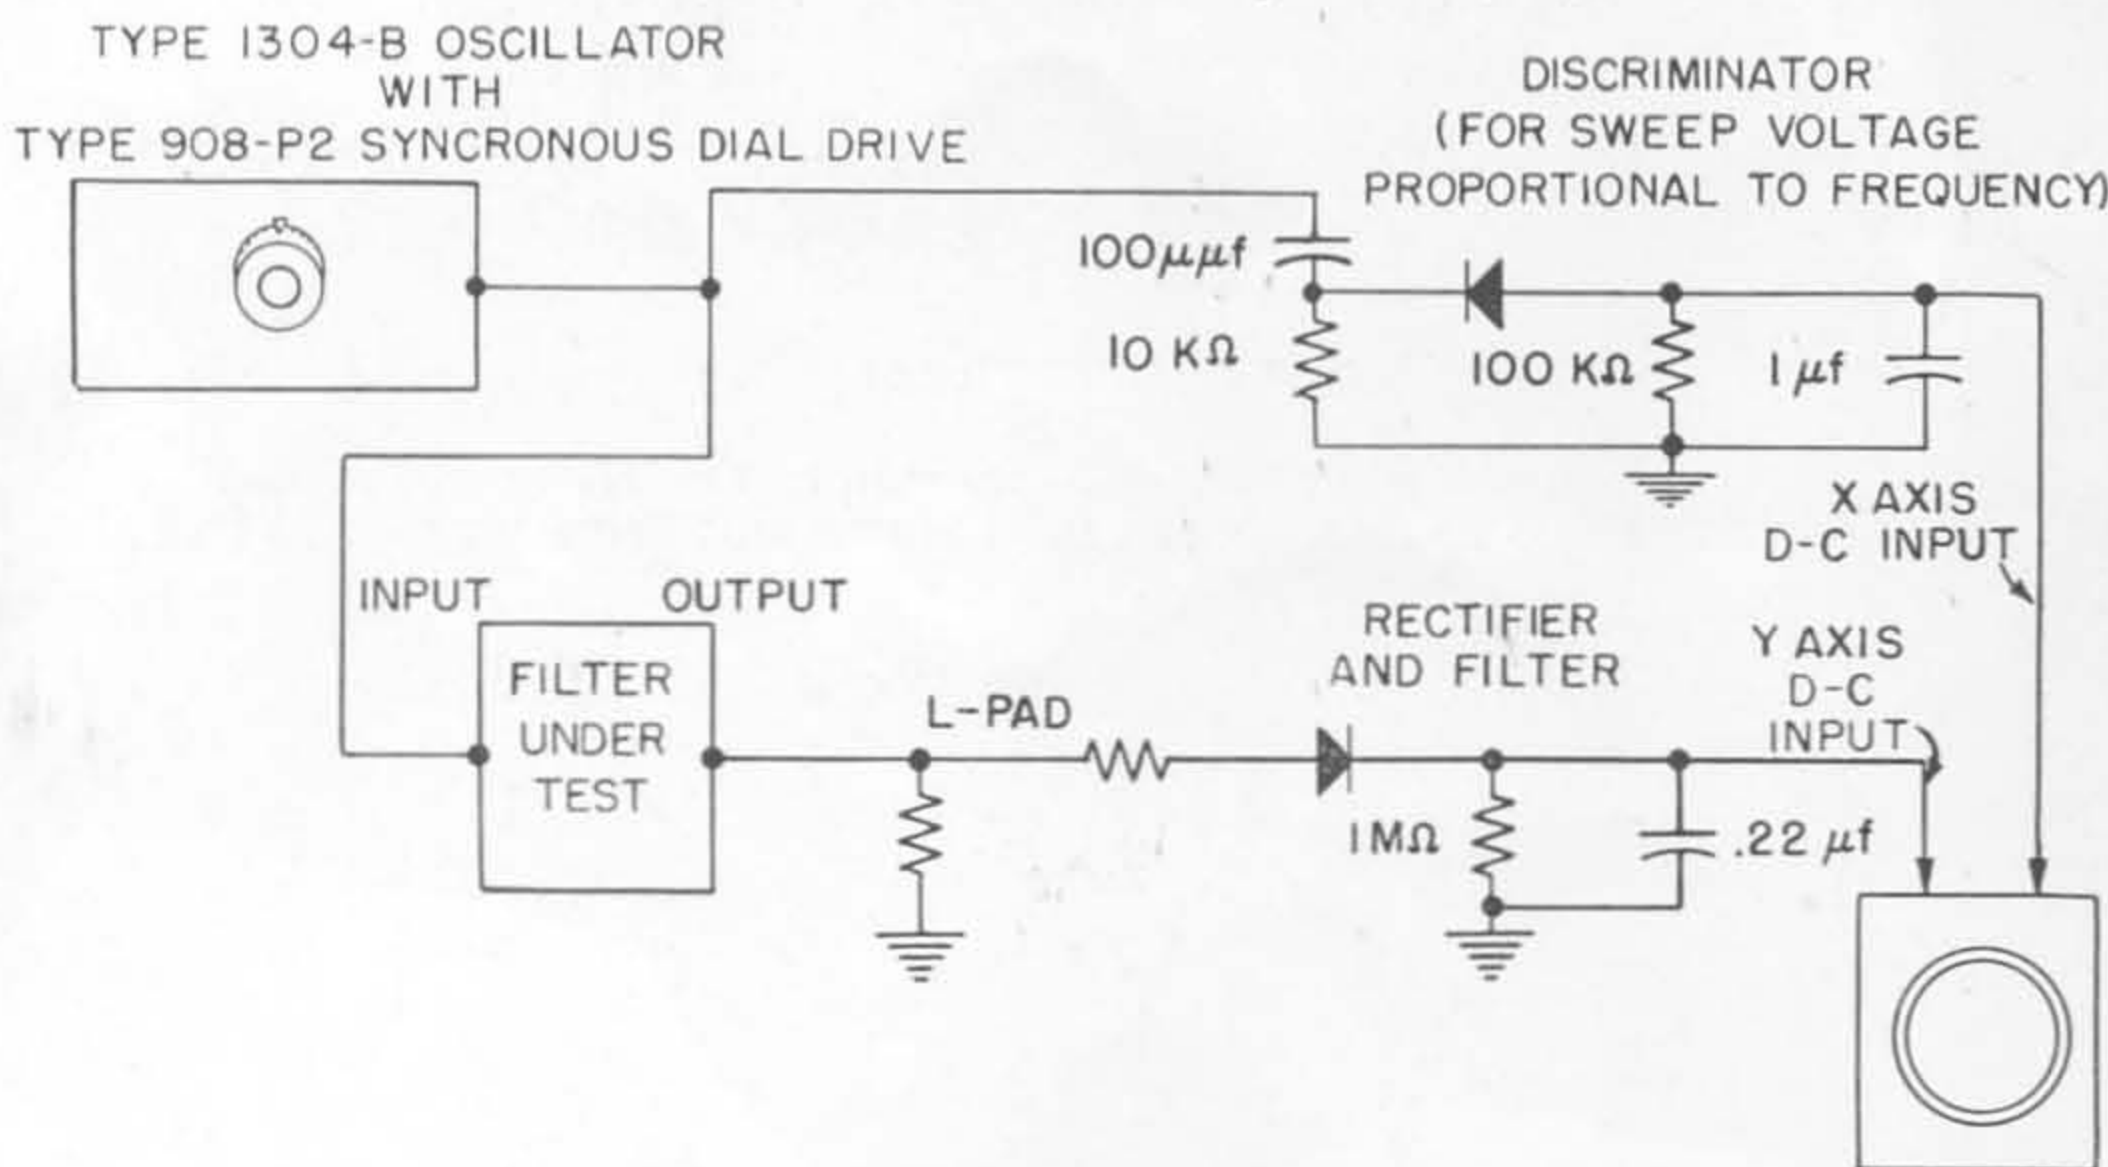 TYPE 1304-B OSCILLATOR
WITH
TYPE 908-P2 SYNCRONOUS DIAL DRIVE
DISCRIMINATOR
(FOR SWEEP VOLTAGE
PROPORTIONAL TO FREQUENCY)
100μμf
10 KΩ
100 KΩ
1 μf
X AXIS
D-C INPUT
INPUT
OUTPUT
FILTER
UNDER
TEST
L-PAD
RECTIFIER
AND FILTER
Y AXIS
D-C
INPUT
1MΩ
.22 μf